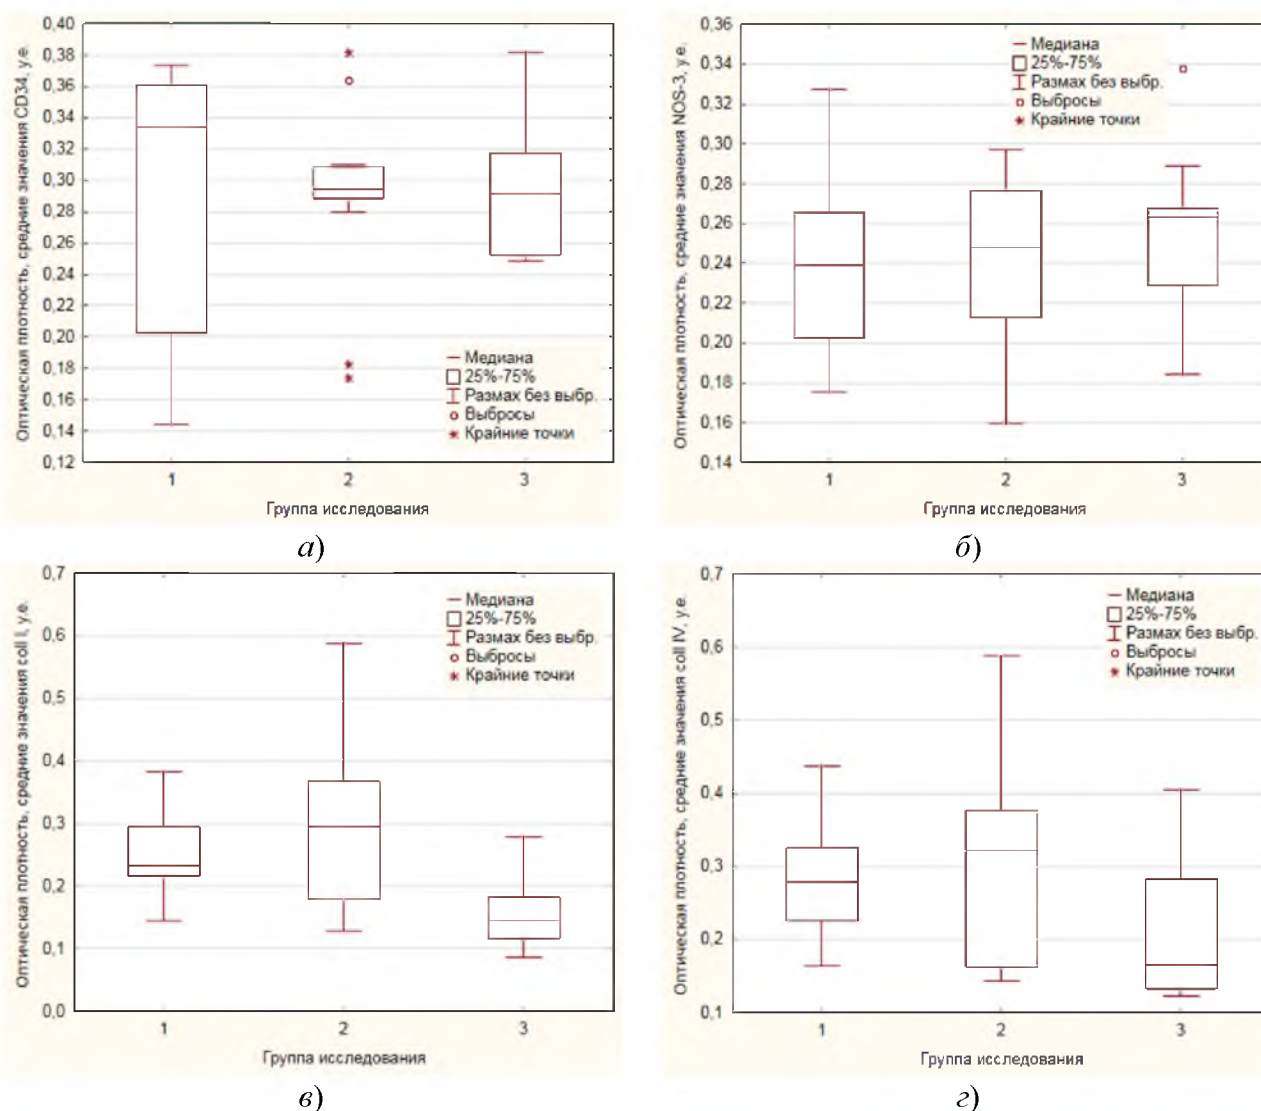 Оптическая плотность, средние значения CD34, у.е.
0,40
0,38
0,36
0,34
0,32
0,30
0,28
0,26
0,24
0,22
0,20
0,18
0,16
0,14
0,12
Медиана
25%-75%
Размах без выбр.
Выбросы
Крайние точки
1 2 3
Группа исследования
а)
Оптическая плотность, средние значения NOS-3, у.е.
0,36
0,34
0,32
0,30
0,28
0,26
0,24
0,22
0,20
0,18
0,16
0,14
Медиана
25%-75%
Размах без выбр.
Выбросы
Крайние точки
1 2 3
Группа исследования
б)
Оптическая плотность, средние значения coll I, у.е.
0,7
0,6
0,5
0,4
0,3
0,2
0,1
0,0
Медиана
25%-75%
Размах без выбр.
Выбросы
Крайние точки
1 2 3
Группа исследования
в)
Оптическая плотность, средние значения coll IV, у.е.
0,7
0,6
0,5
0,4
0,3
0,2
0,1
Медиана
25%-75%
Размах без выбр.
Выбросы
Крайние точки
1 2 3
Группа исследования
г)